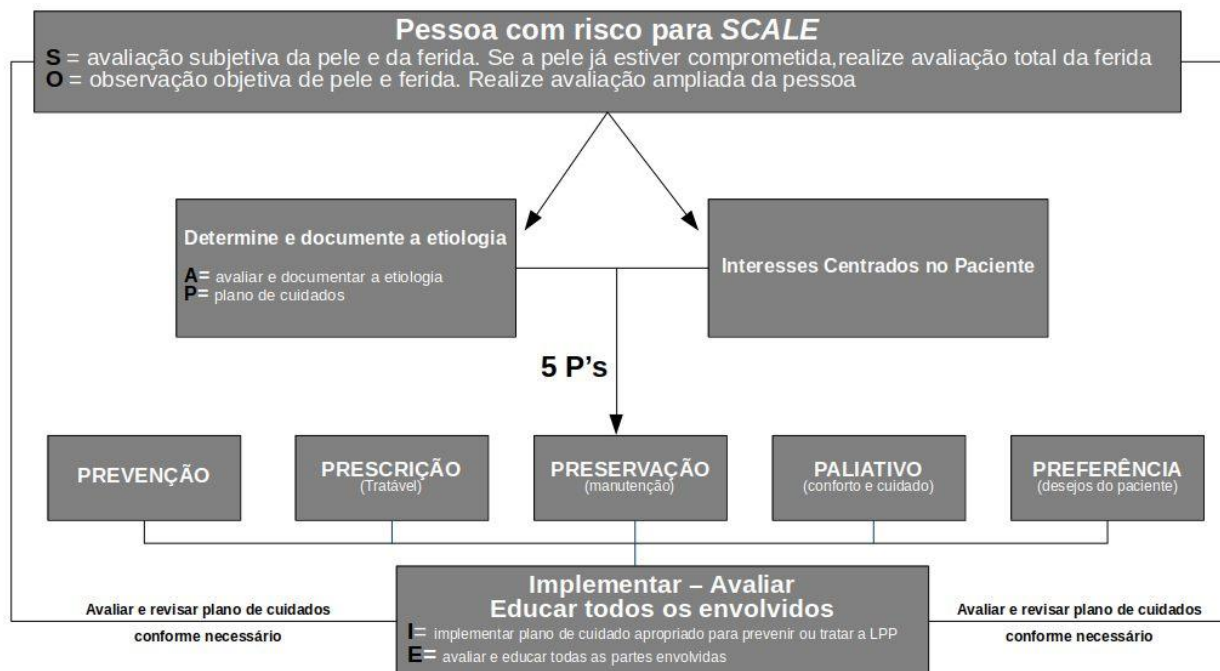 Pessoa com risco para SCALE
S = avaliação subjetiva da pele e da ferida. Se a pele já estiver comprometida,realize avaliação total da ferida
O = observação objetiva de pele e ferida. Realize avaliação ampliada da pessoa
Determine e documente a etiologia
A= avaliar e documentar a etiologia
P= plano de cuidados
Interesses Centrados no Paciente
5 P's
PREVENÇÃO
PRESCRIÇÃO
(Tratável)
PRESERVAÇÃO
(manutenção)
PALIATIVO
(conforto e cuidado)
PREFERÊNCIA
(desejos do paciente)
Implementar – Avaliar
Educar todos os envolvidos
I= implementar plano de cuidado apropriado para prevenir ou tratar a LPP
E= avaliar e educar todas as partes envolvidas
Avaliar e revisar plano de cuidados
conforme necessário
Avaliar e revisar plano de cuidados
conforme necessário